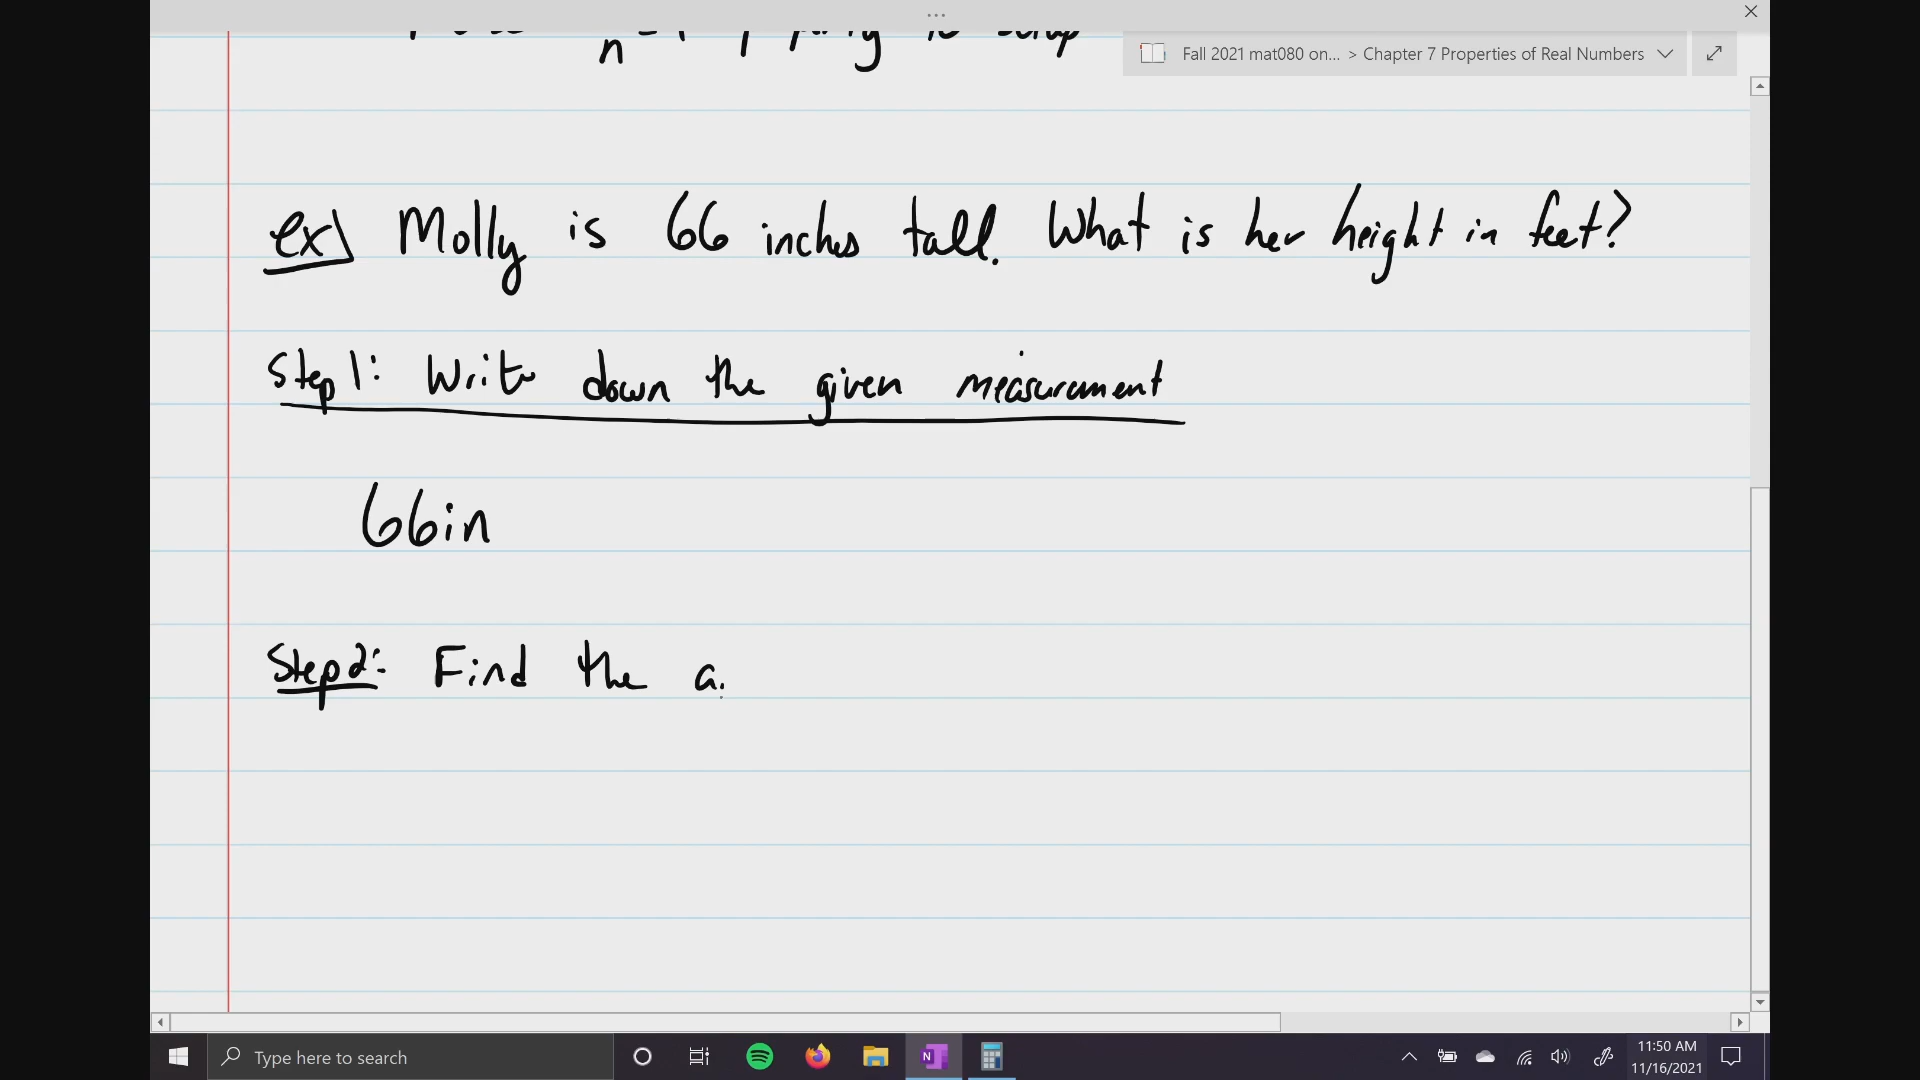 Fall 2021 mat080 on... > Chapter 7 Properties of Real Numbers
ex) Molly is 66 inches tall. What is her height in feet?
Step 1: Write down the given measurement
66in
Step 2: Find the a
Type here to search
11:50 AM
11/16/2021